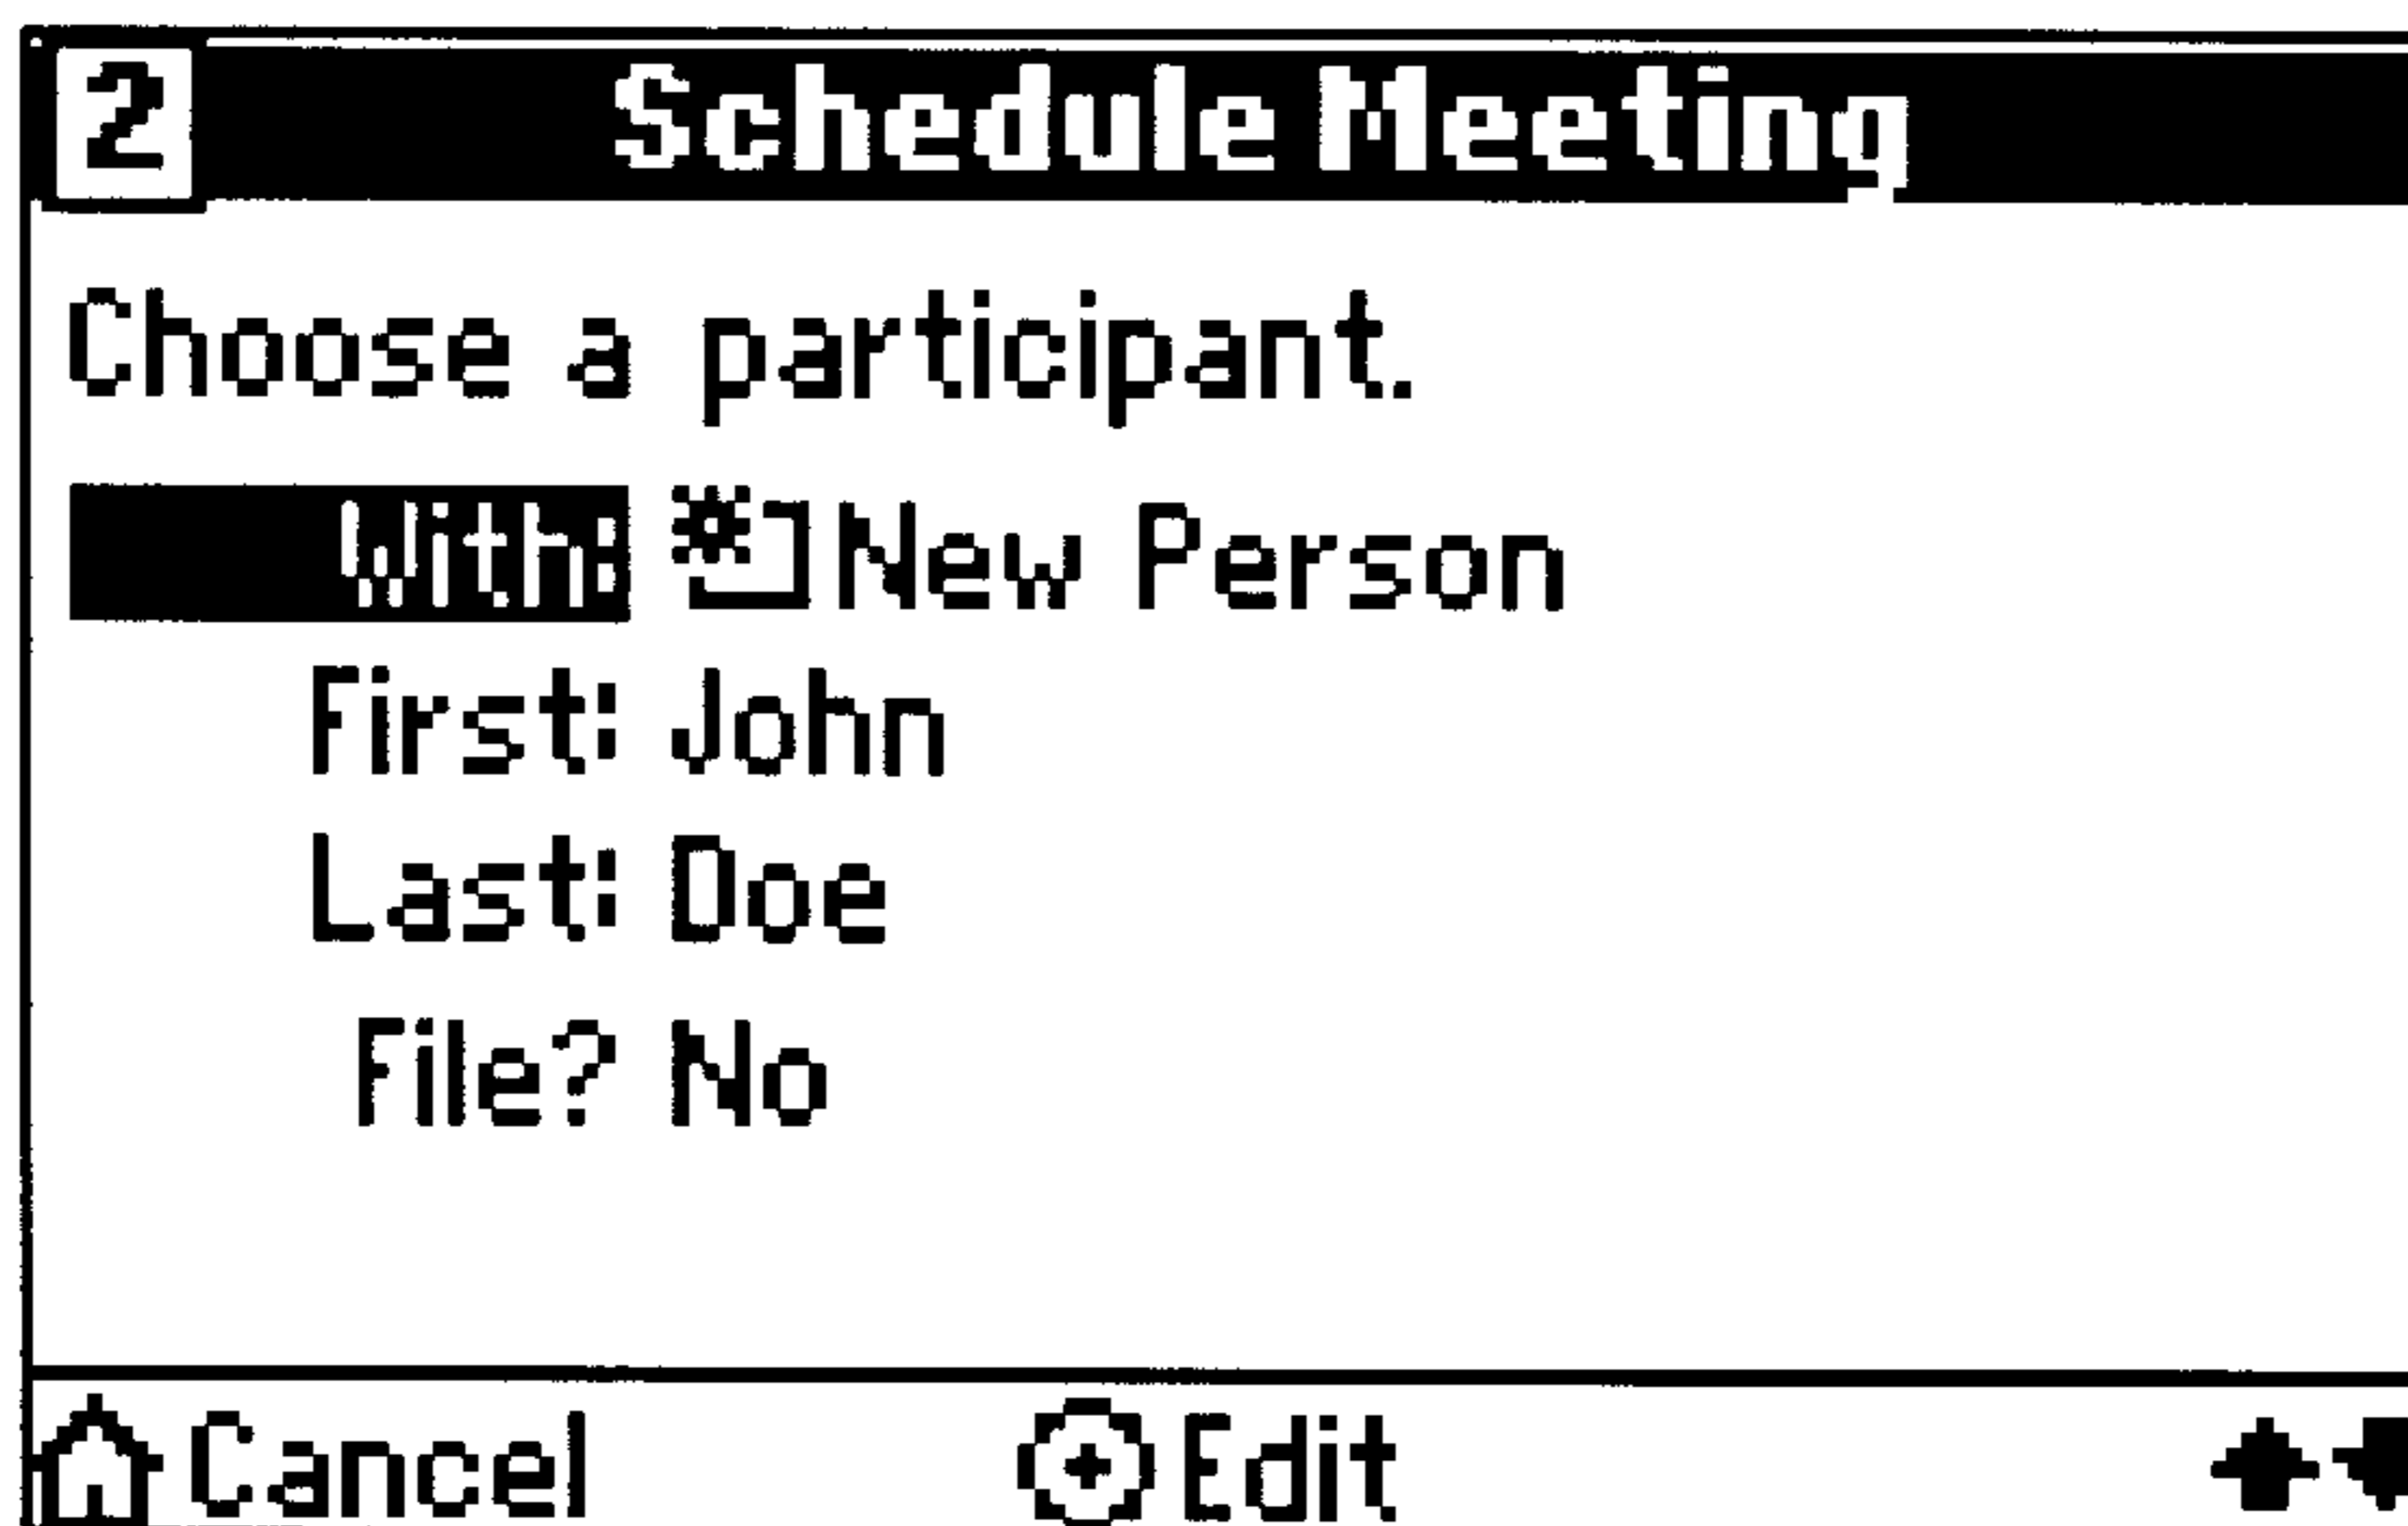 2 Schedule Meeting
Choose a participant.
With: New Person
First: John
Last: Doe
File? No
Cancel Edit